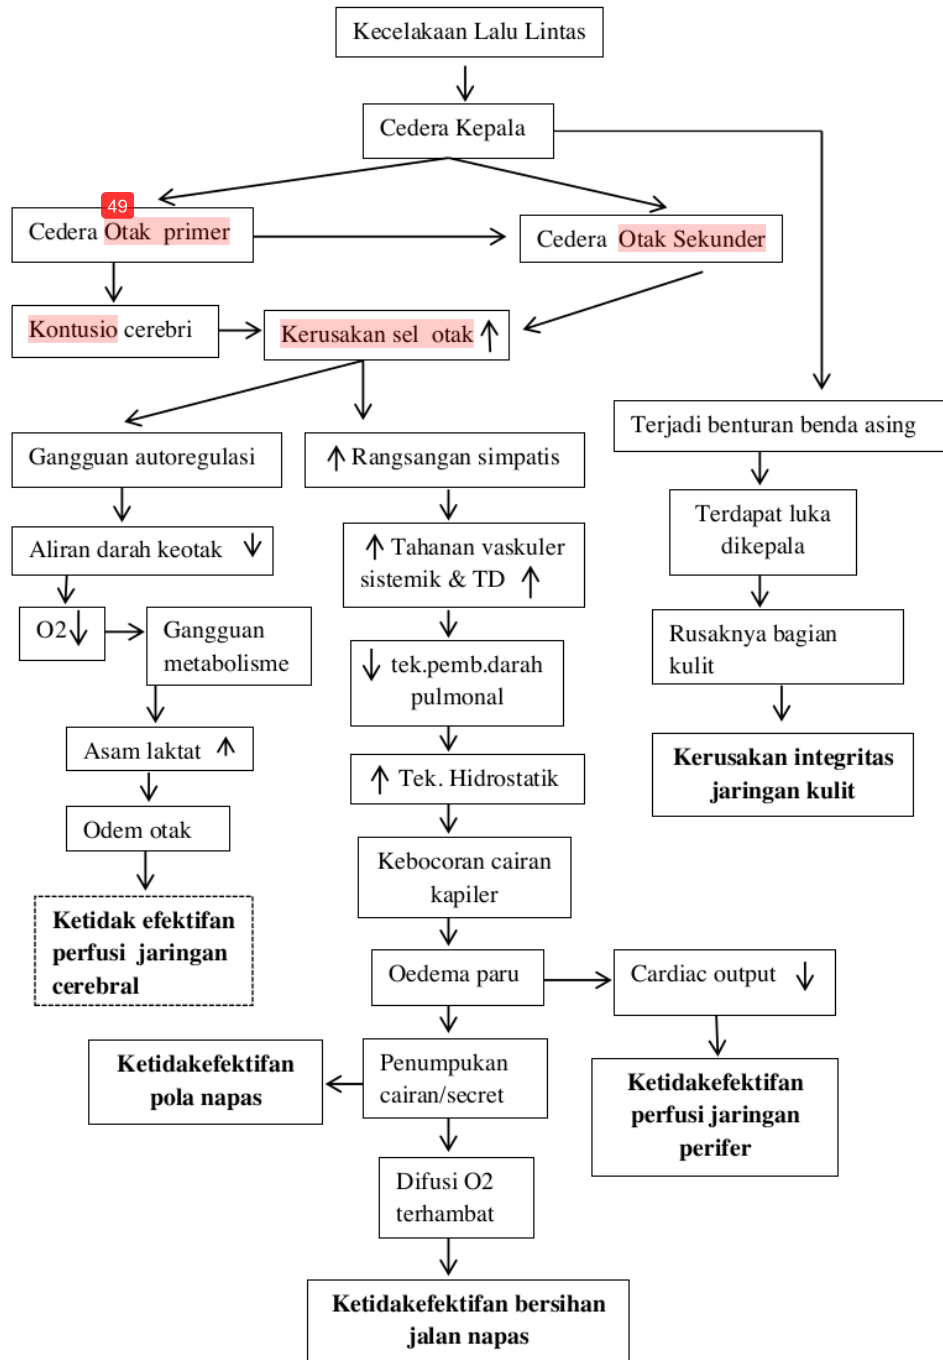 Kecelakaan Lalu Lintas
Cedera Kepala
49
Cedera Otak primer
Cedera Otak Sekunder
Kontusio cerebri
Kerusakan sel otak ↑
Terjadi benturan benda asing
Gangguan autoregulasi
↑ Rangsangan simpatis
Terdapat luka
dikepala
Aliran darah keotak ↓
↑ Tahanan vaskuler
sistemik & TD ↑
O2 ↓
Gangguan
metabolisme
Rusaknya bagian
kulit
↓ tek.pemb.darah
pulmonal
Asam laktat ↑
↑ Tek. Hidrostatik
Kerusakan integritas
jaringan kulit
Odem otak
Kebocoran cairan
kapiler
Ketidak efektifan
perfusi jaringan
cerebral
Oedema paru
Cardiac output ↓
Ketidakefektifan
pola napas
Penumpukan
cairan/secret
Ketidakefektifan
perfusi jaringan
perifer
Difusi O2
terhambat
Ketidakefektifan bersihan
jalan napas